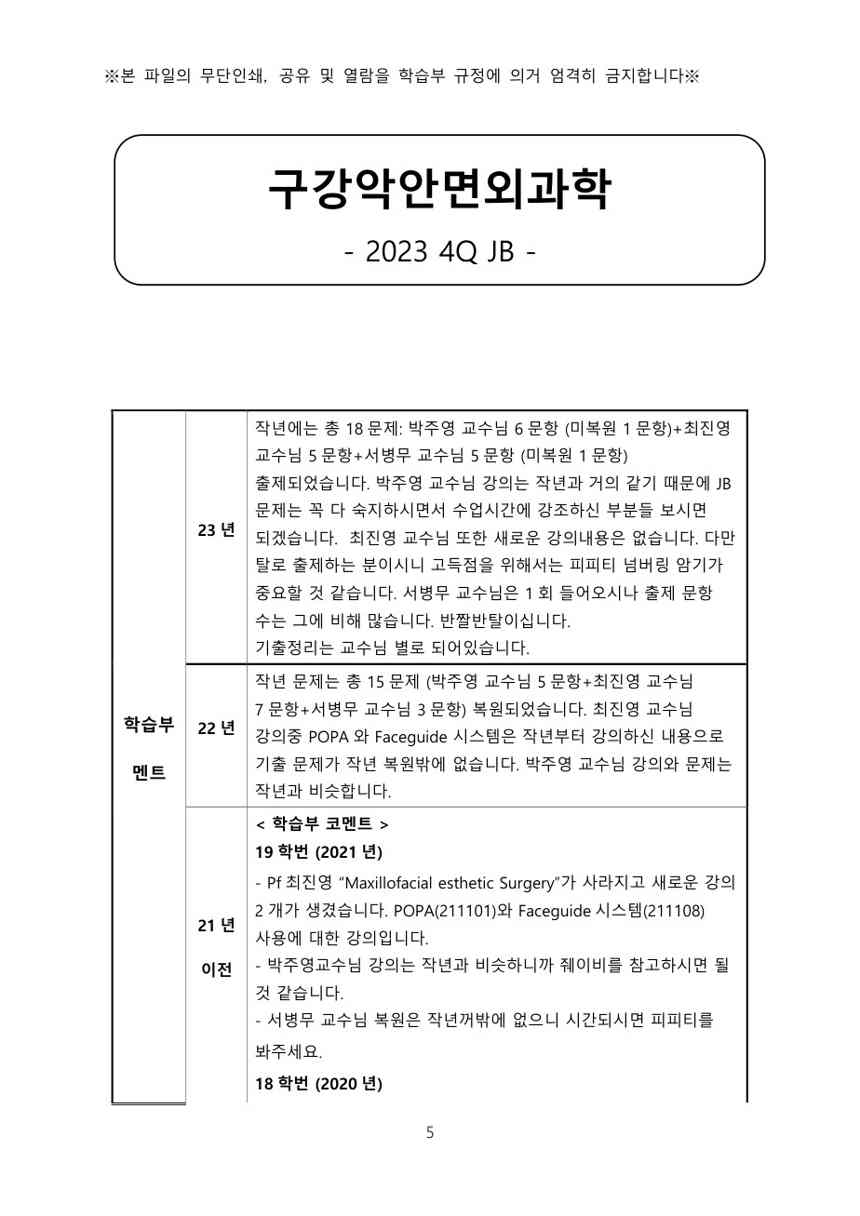 ※본 파일의 무단인쇄, 공유 및 열람을 학습부 규정에 의거 엄격히 금지합니다※
구강악안면외과학
- 2023 4Q JB -
학습부
멘트
23 년
작년에는 총 18 문제: 박주영 교수님 6 문항 (미복원 1 문항)+최진영
교수님 5 문항+서병무 교수님 5 문항 (미복원 1 문항)
출제되었습니다. 박주영 교수님 강의는 작년과 거의 같기 때문에 JB
문제는 꼭 다 숙지하시면서 수업시간에 강조하신 부분들 보시면
되겠습니다. 최진영 교수님 또한 새로운 강의내용은 없습니다. 다만
탈로 출제하는 분이시니 고득점을 위해서는 피피티 넘버링 암기가
중요할 것 같습니다. 서병무 교수님은 1 회 들어오시나 출제 문항
수는 그에 비해 많습니다. 반짤반탈이십니다.
기출정리는 교수님 별로 되어있습니다.
22 년
작년 문제는 총 15 문제 (박주영 교수님 5 문항+최진영 교수님
7 문항+서병무 교수님 3 문항) 복원되었습니다. 최진영 교수님
강의중 POPA 와 Faceguide 시스템은 작년부터 강의하신 내용으로
기출 문제가 작년 복원밖에 없습니다. 박주영 교수님 강의와 문제는
작년과 비슷합니다.
21 년
이전
< 학습부 코멘트 >
19 학번 (2021 년)
- Pf 최진영 “Maxillofacial esthetic Surgery”가 사라지고 새로운 강의
2 개가 생겼습니다. POPA(211101)와 Faceguide 시스템(211108)
사용에 대한 강의입니다.
- 박주영교수님 강의는 작년과 비슷하니까 줴이비를 참고하시면 될
것 같습니다.
- 서병무 교수님 복원은 작년꺼밖에 없으니 시간되시면 피피티를
봐주세요.
18 학번 (2020 년)
5